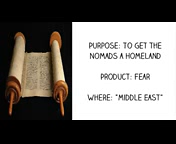 PURPOSE: TO GET THE
NOMADS A HOMELAND
PRODUCT: FEAR
WHERE: "MIDDLE EAST"